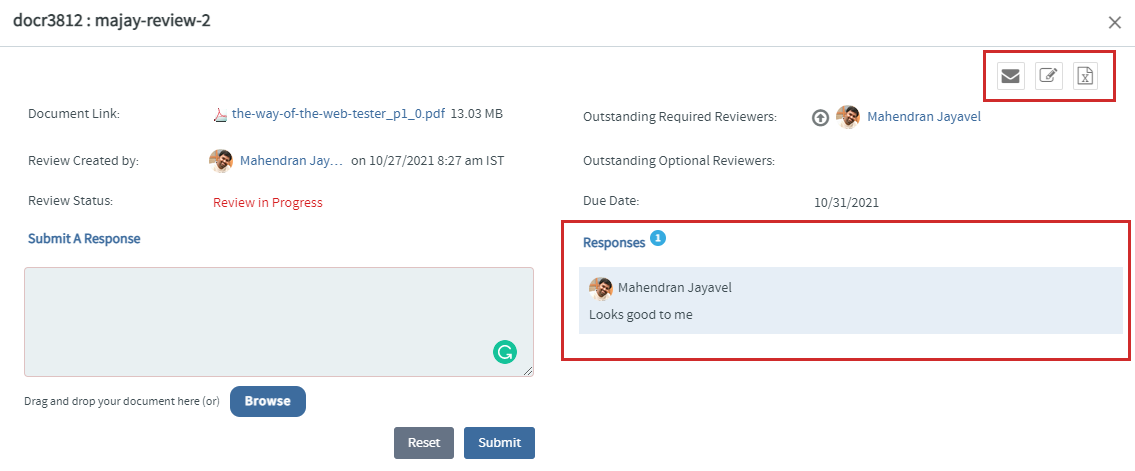 docr3812 : majay-review-2
Document Link: the-way-of-the-web-tester_p1_0.pdf 13.03 MB
Outstanding Required Reviewers: Mahendran Jayavel
Review Created by: Mahendran Jay... on 10/27/2021 8:27 am IST
Outstanding Optional Reviewers:
Review Status: Review in Progress
Due Date: 10/31/2021
Submit A Response
Responses 1
Mahendran Jayavel
Looks good to me
Drag and drop your document here (or) Browse
Reset Submit